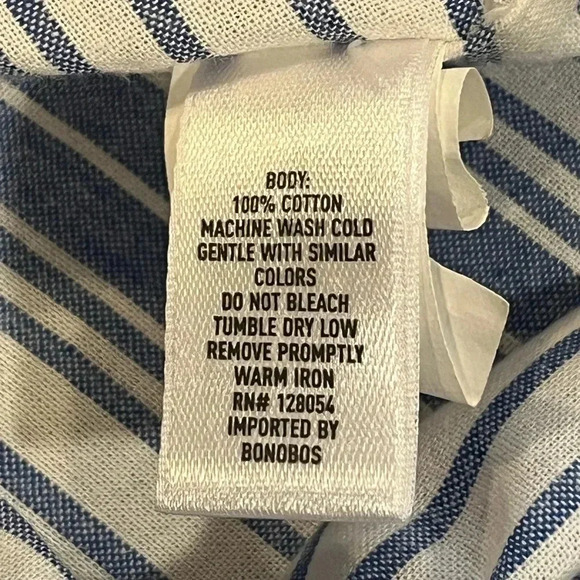 BODY:
100% COTTON
MACHINE WASH COLD
GENTLE WITH SIMILAR
COLORS
DO NOT BLEACH
TUMBLE DRY LOW
REMOVE PROMPTLY
WARM IRON
RN# 128054
IMPORTED BY
BONOBOS